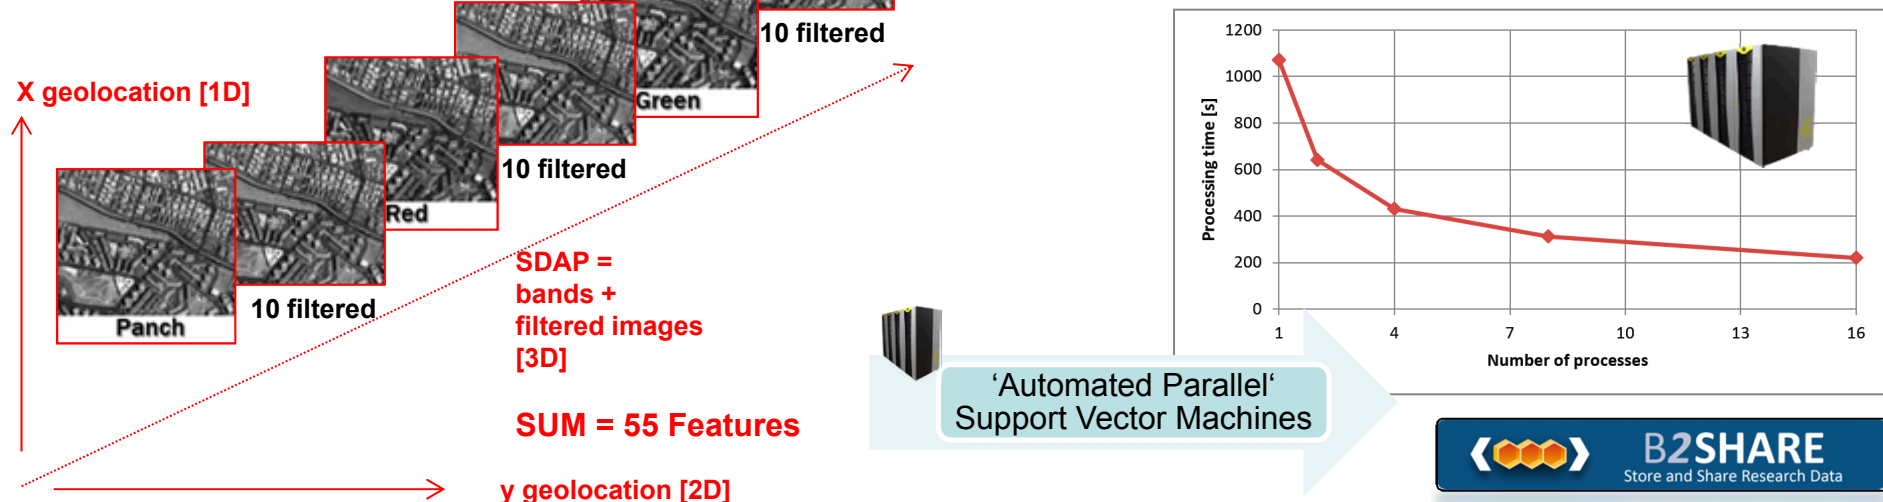 10 filtered
Green
X geolocation [1D]
10 filtered
Red
10 filtered
Panch
SDAP =
bands +
filtered images
[3D]
SUM = 55 Features
y geolocation [2D]
‘Automated Parallel‘
Support Vector Machines
Processing time [s]
1200
1000
800
600
400
200
0
1 4 7 10 13 16
Number of processes
B2SHARE
Store and Share Research Data